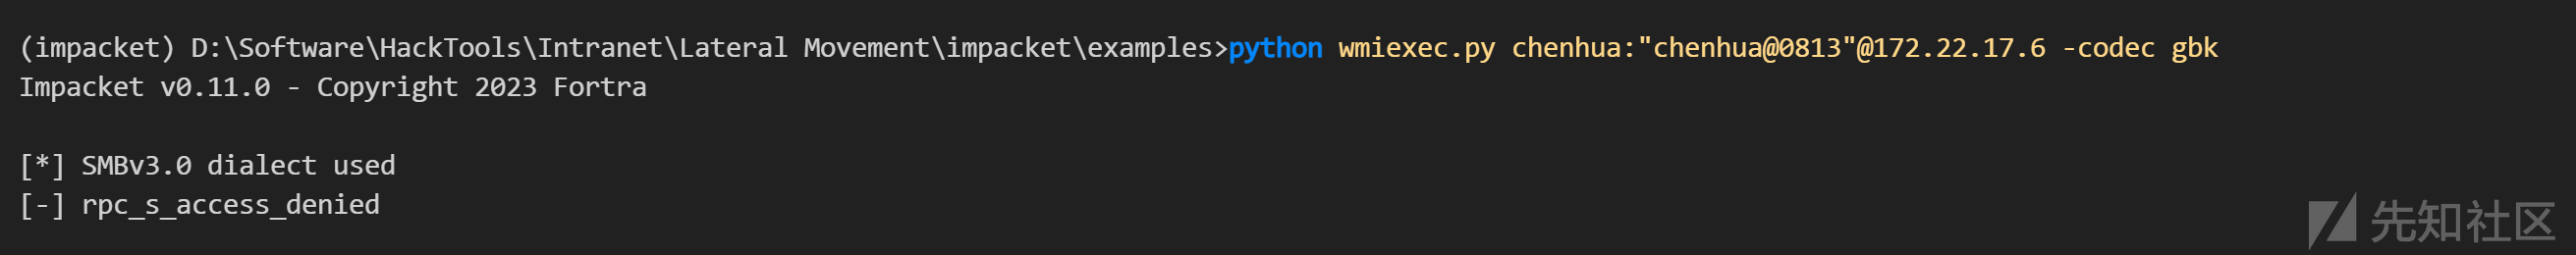 (impacket) D:\Software\HackTools\Intranet\Lateral Movement\impacket\examples>python wmiexec.py chenhua:"chenhua@0813"@172.22.17.6 -codec gbk
Impacket v0.11.0 - Copyright 2023 Fortra
[*] SMBv3.0 dialect used
[-] rpc_s_access_denied
先知社区